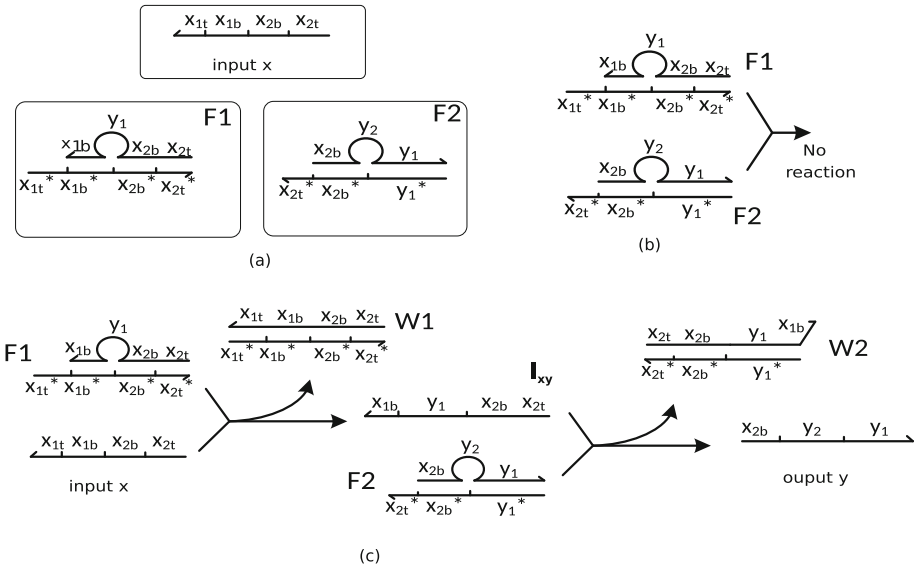 x1t x1b x2b x2t
input x
F1
y1
x1b x2b x2t
x1t* x1b* x2b* x2t*
F2
y2
x2b y1
x2t* x2b* y1*
(a)
y1
x1b x2b x2t F1
x1t* x1b* x2b* x2t*
y2
x2b y1
x2t* x2b* y1*
F2
No
reaction
(b)
F1
y1
x1b x2b x2t
x1t* x1b* x2b* x2t*
x1t x1b x2b x2t
input x
x1t x1b x2b x2t W1
x1t* x1b* x2b* x2t*
Ixy
x1b y1 x2b x2t
F2
y2
x2b y1
x2t* x2b* y1*
x1b
x2t x2b y1 W2
x2t* x2b* y1*
x2b y2 y1
ouput y
(c)